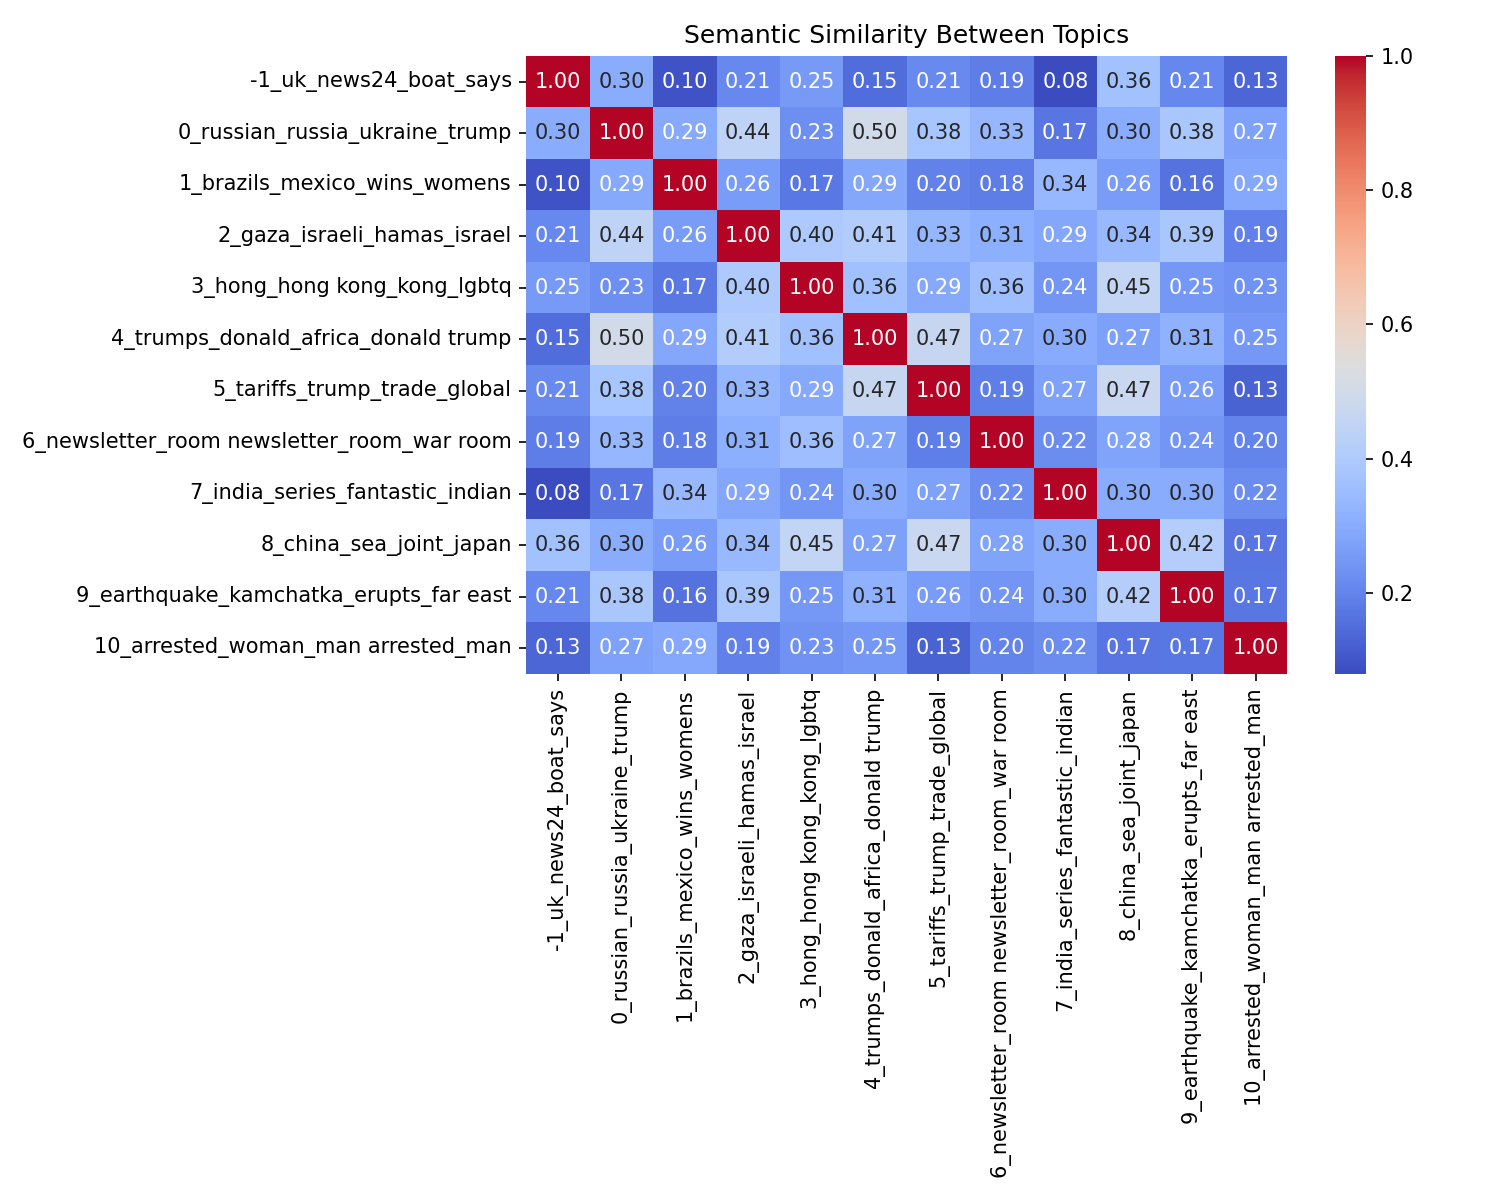 Semantic Similarity Between Topics
-1_uk_news24_boat_says 1.00 0.30 0.10 0.21 0.25 0.15 0.21 0.19 0.08 0.36 0.21 0.13
0_russian_russia_ukraine_trump 0.30 1.00 0.29 0.44 0.23 0.50 0.38 0.33 0.17 0.30 0.38 0.27
1_brazils_mexico_wins_womens 0.10 0.29 1.00 0.26 0.17 0.29 0.20 0.18 0.34 0.26 0.16 0.29
2_gaza_israeli_hamas_israel 0.21 0.44 0.26 1.00 0.40 0.41 0.33 0.31 0.29 0.34 0.39 0.19
3_hong_hong kong_kong_lgbtq 0.25 0.23 0.17 0.40 1.00 0.36 0.29 0.36 0.24 0.45 0.25 0.23
4_trumps_donald_africa_donald trump 0.15 0.50 0.29 0.41 0.36 1.00 0.47 0.27 0.30 0.27 0.31 0.25
5_tariffs_trump_trade_global 0.21 0.38 0.20 0.33 0.29 0.47 1.00 0.19 0.27 0.47 0.26 0.13
6_newsletter_room newsletter_room_war room 0.19 0.33 0.18 0.31 0.36 0.27 0.19 1.00 0.22 0.28 0.24 0.20
7_india_series_fantastic_indian 0.08 0.17 0.34 0.29 0.24 0.30 0.27 0.22 1.00 0.30 0.30 0.22
8_china_sea_joint_japan 0.36 0.30 0.26 0.34 0.45 0.27 0.47 0.28 0.30 1.00 0.42 0.17
9_earthquake_kamchatka_erupts_far east 0.21 0.38 0.16 0.39 0.25 0.31 0.26 0.24 0.30 0.42 1.00 0.17
10_arrested_woman_man arrested_man 0.13 0.27 0.29 0.19 0.23 0.25 0.13 0.20 0.22 0.17 0.17 1.00
-1_uk_news24_boat_says
0_russian_russia_ukraine_trump
1_brazils_mexico_wins_womens
2_gaza_israeli_hamas_israel
3_hong_hong kong_kong_lgbtq
4_trumps_donald_africa_donald trump
5_tariffs_trump_trade_global
6_newsletter_room newsletter_room_war room
7_india_series_fantastic_indian
8_china_sea_joint_japan
9_earthquake_kamchatka_erupts_far east
10_arrested_woman_man arrested_man
1.0
0.8
0.6
0.4
0.2